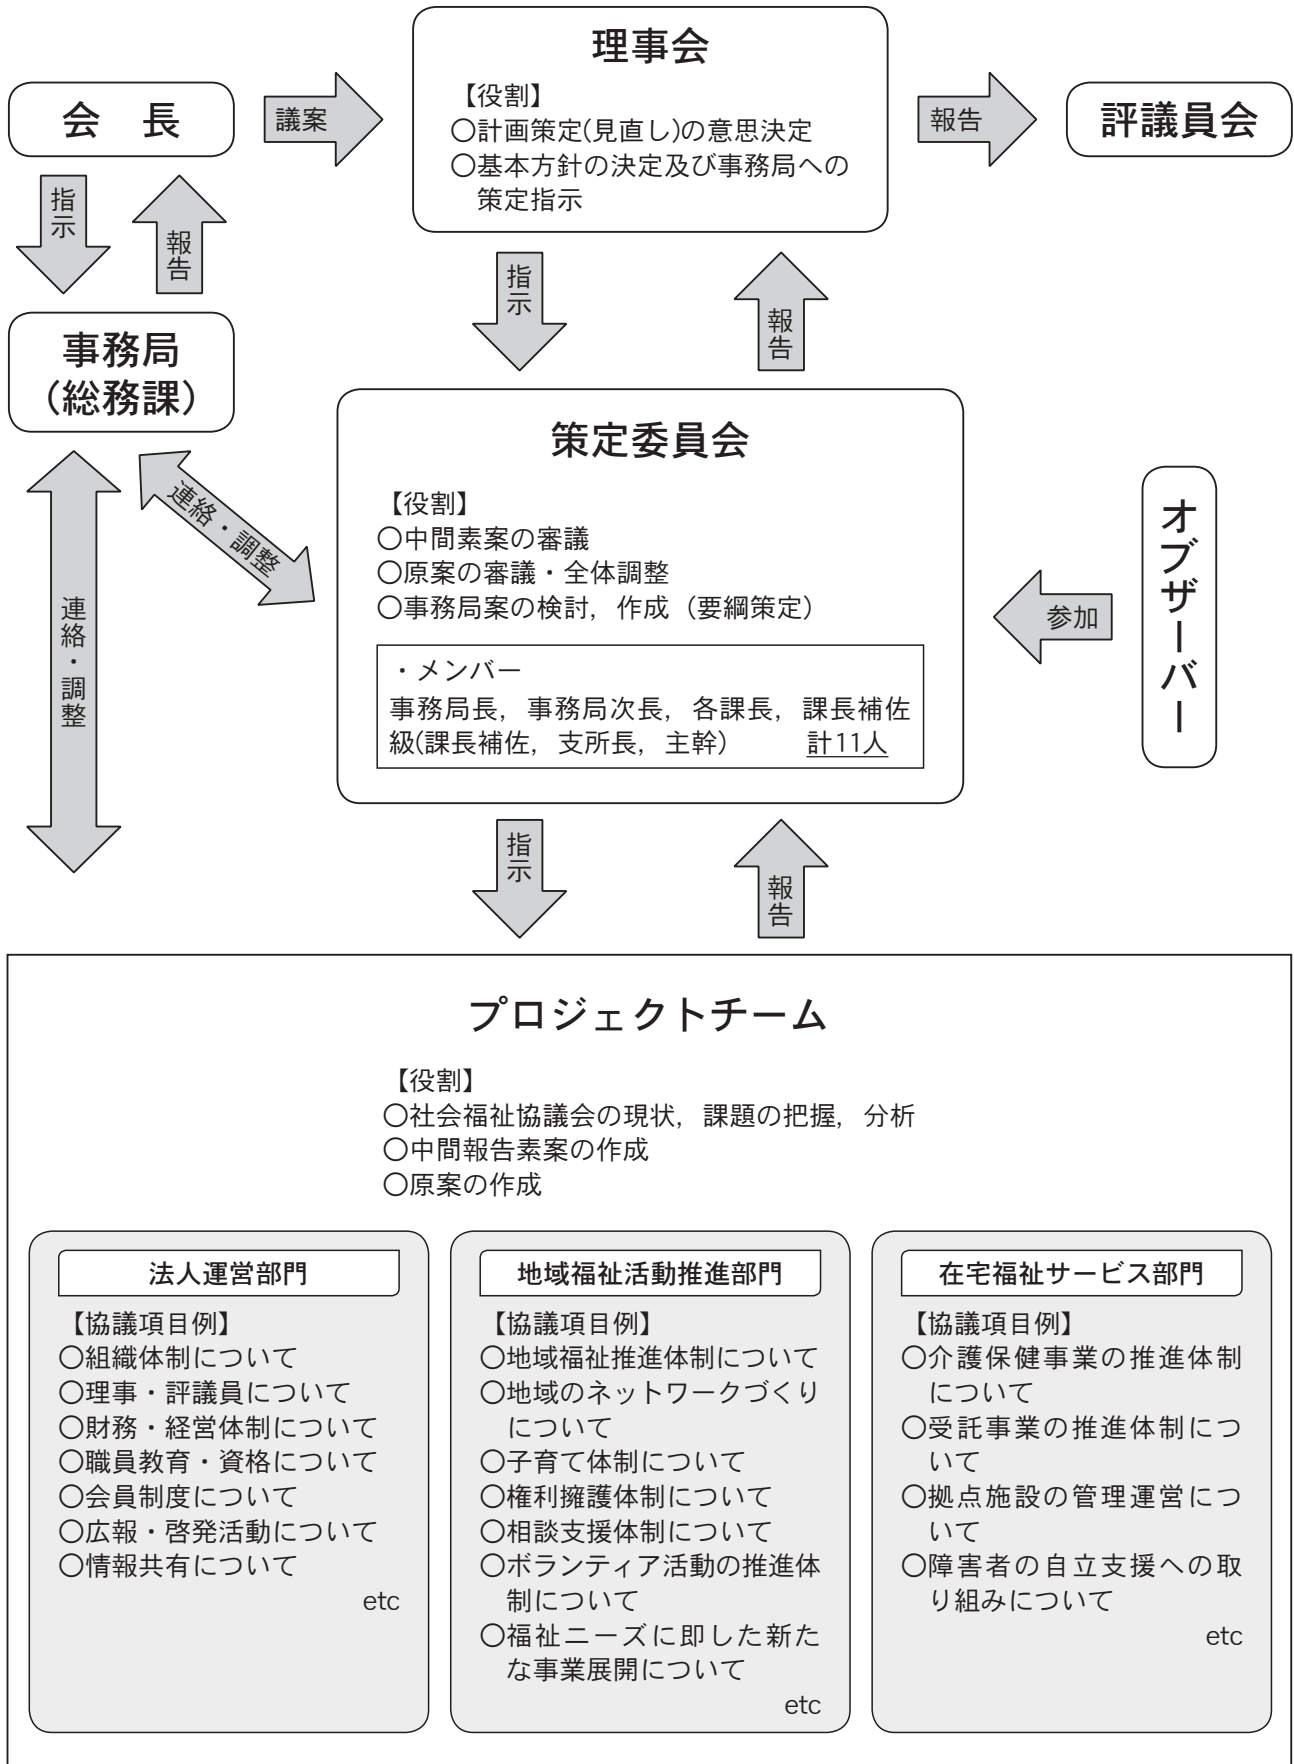 理事会
【役割】
○計画策定(見直し)の意思決定
○基本方針の決定及び事務局への
策定指示
会　長
議案
報告
評議員会
指示
報告
指示
報告
事務局
（総務課）
策定委員会
【役割】
○中間素案の審議
○原案の審議・全体調整
○事務局案の検討，作成（要綱策定）
・メンバー
事務局長，事務局次長，各課長，課長補佐
級(課長補佐，支所長，主幹）　計11人
連絡・調整
連絡・調整
参加
オブザーバー
指示
報告
プロジェクトチーム
【役割】
○社会福祉協議会の現状，課題の把握，分析
○中間報告素案の作成
○原案の作成
法人運営部門
【協議項目例】
○組織体制について
○理事・評議員について
○財務・経営体制について
○職員教育・資格について
○会員制度について
○広報・啓発活動について
○情報共有について
etc
地域福祉活動推進部門
【協議項目例】
○地域福祉推進体制について
○地域のネットワークづくり
について
○子育て体制について
○権利擁護体制について
○相談支援体制について
○ボランティア活動の推進体
制について
○福祉ニーズに即した新た
な事業展開について
etc
在宅福祉サービス部門
【協議項目例】
○介護保健事業の推進体制
について
○受託事業の推進体制につ
いて
○拠点施設の管理運営につ
いて
○障害者の自立支援への取
り組みについて
etc